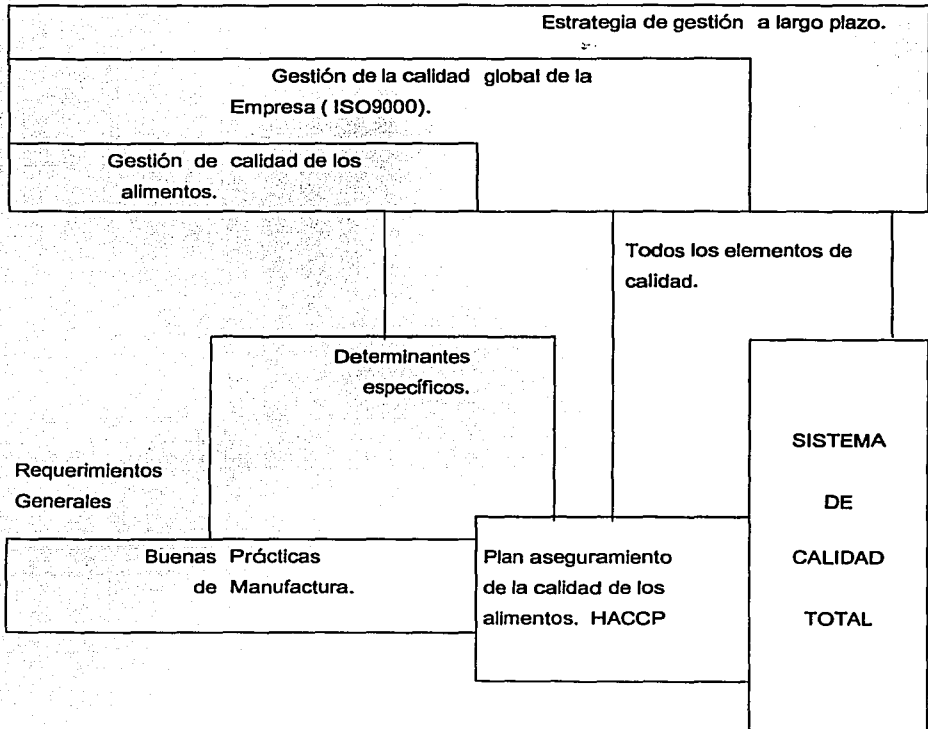 Estrategia de gestión a largo plazo.
Gestión de la calidad global de la
Empresa ( ISO9000).
Gestión de calidad de los
alimentos.
Todos los elementos de
calidad.
Determinantes
específicos.
Requerimientos
Generales
Buenas Prácticas
de Manufactura.
Plan aseguramiento
de la calidad de los
alimentos. HACCP
SISTEMA
DE
CALIDAD
TOTAL